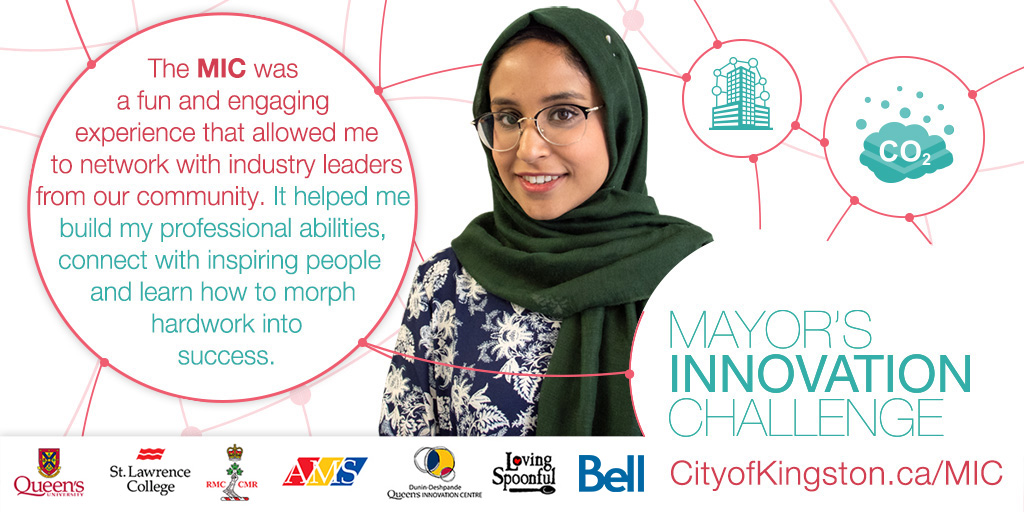 The MIC was
a fun and engaging
experience that allowed me
to network with industry leaders
from our community. It helped me
build my professional abilities,
connect with inspiring people
and learn how to morph
hardwork into
success.
CO2
MAYOR'S
INNOVATION
CHALLENGE
CityofKingston.ca/MIC
Queen's
UNIVERSITY
St. Lawrence
College
RMC CMR
AMS
Dunin-Deshpande
Queen's INNOVATION CENTRE
Loving
Spoonful
Bell